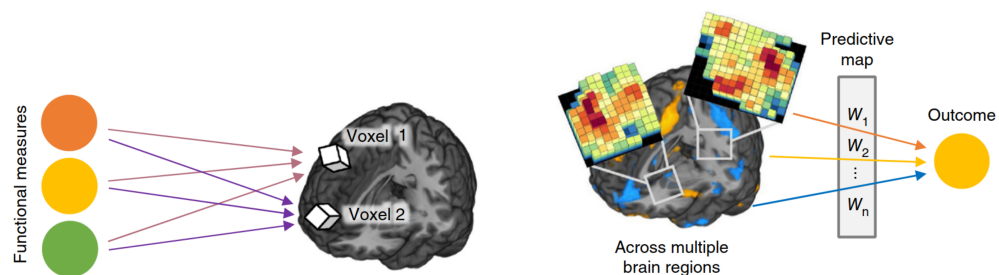 Functional measures
Voxel 1
Voxel 2
Across multiple
brain regions
Predictive
map
W1
W2
⋮
Wn
Outcome